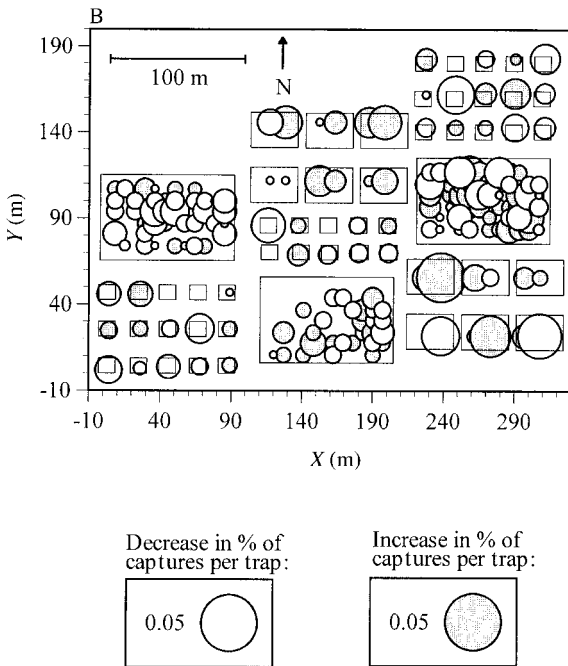 B
190
140
90
40
-10
Y (m)
100 m
N
-10 40 90 140 190 240 290
X (m)
Decrease in % of
captures per trap:
0.05
Increase in % of
captures per trap:
0.05